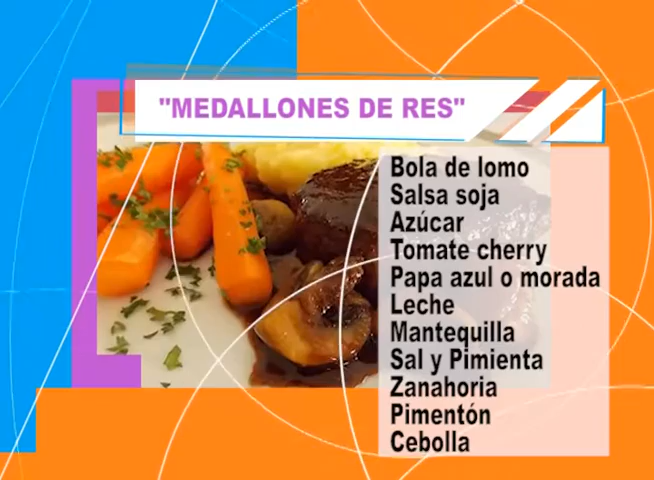 "MEDALLONES DE RES"
Bola de lomo
Salsa soja
Azúcar
Tomate cherry
Papa azul o morada
Leche
Mantequilla
Sal y Pimienta
Zanahoria
Pimentón
Cebolla